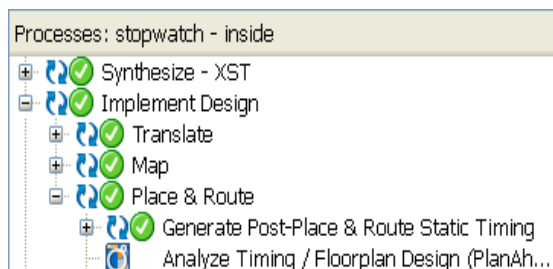 Processes: stopwatch - inside
Synthesize - XST
Implement Design
Translate
Map
Place & Route
Generate Post-Place & Route Static Timing
Analyze Timing / Floorplan Design (PlanAh...